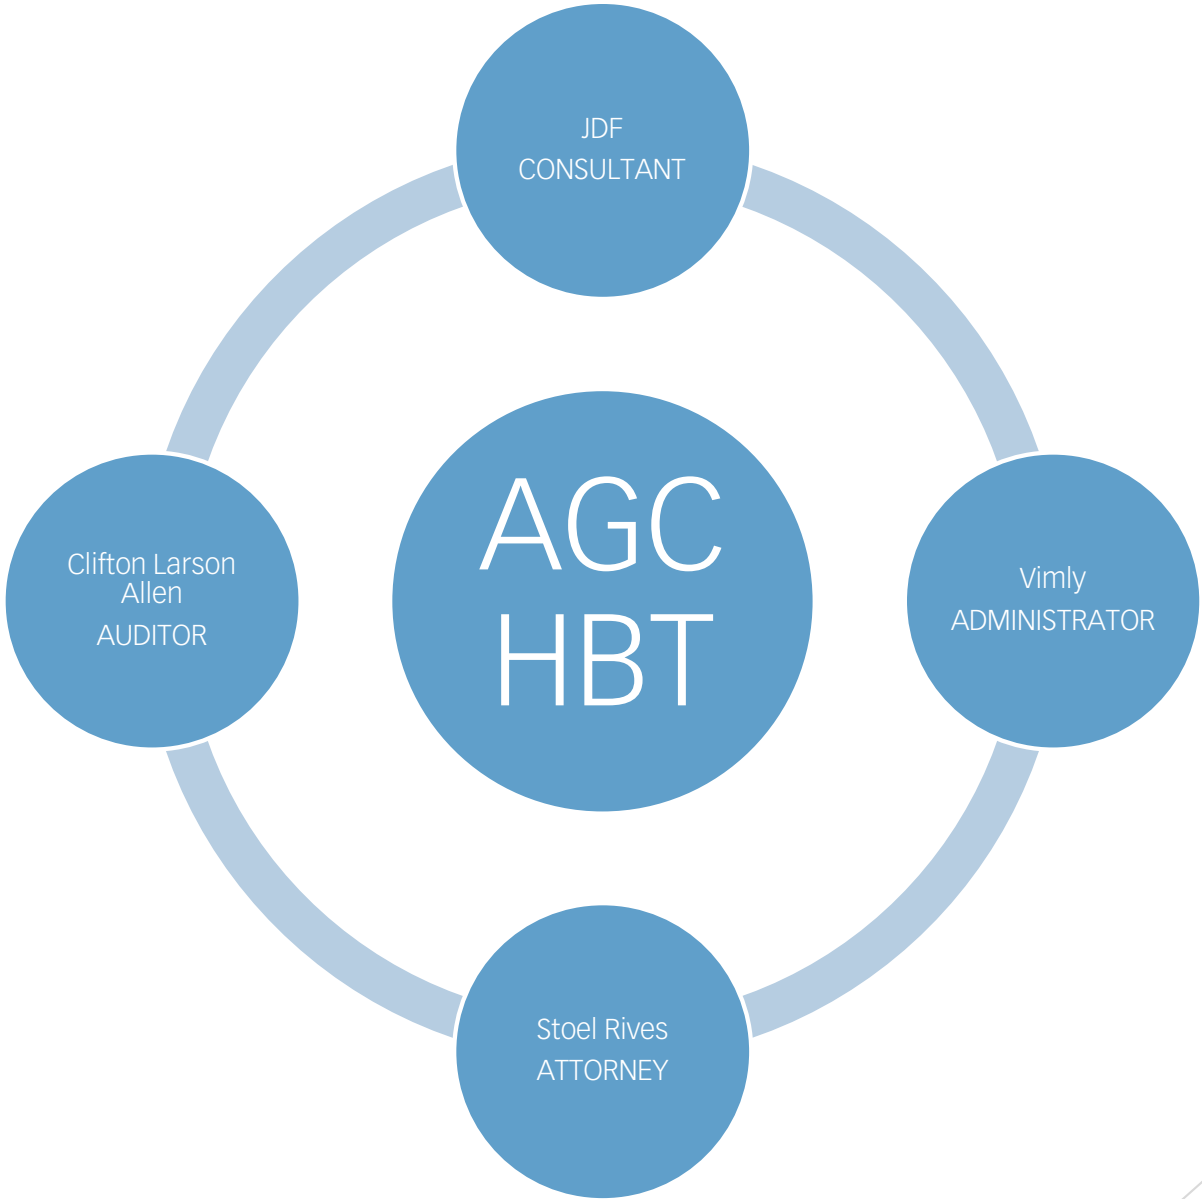 JDF
CONSULTANT
AGC
HBT
Clifton Larson
Allen
AUDITOR
Vimly
ADMINISTRATOR
Stoel Rives
ATTORNEY